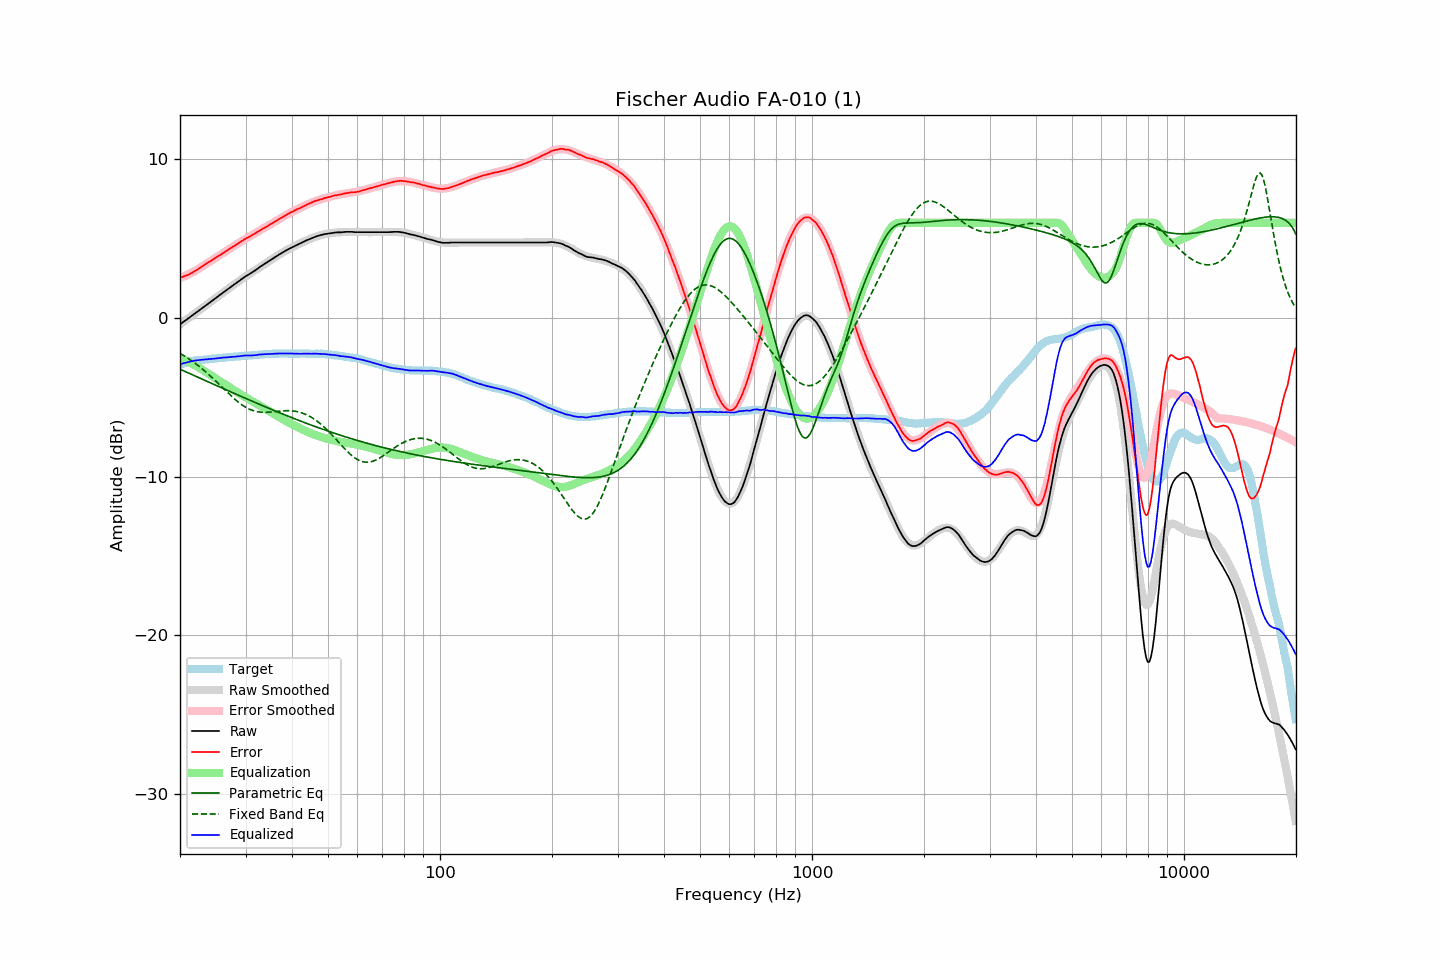 Fischer Audio FA-010 (1)
Amplitude (dBr)
10
0
−10
−20
−30
Target
Raw Smoothed
Error Smoothed
Raw
Error
Equalization
Parametric Eq
Fixed Band Eq
Equalized
100
1000
10000
Frequency (Hz)